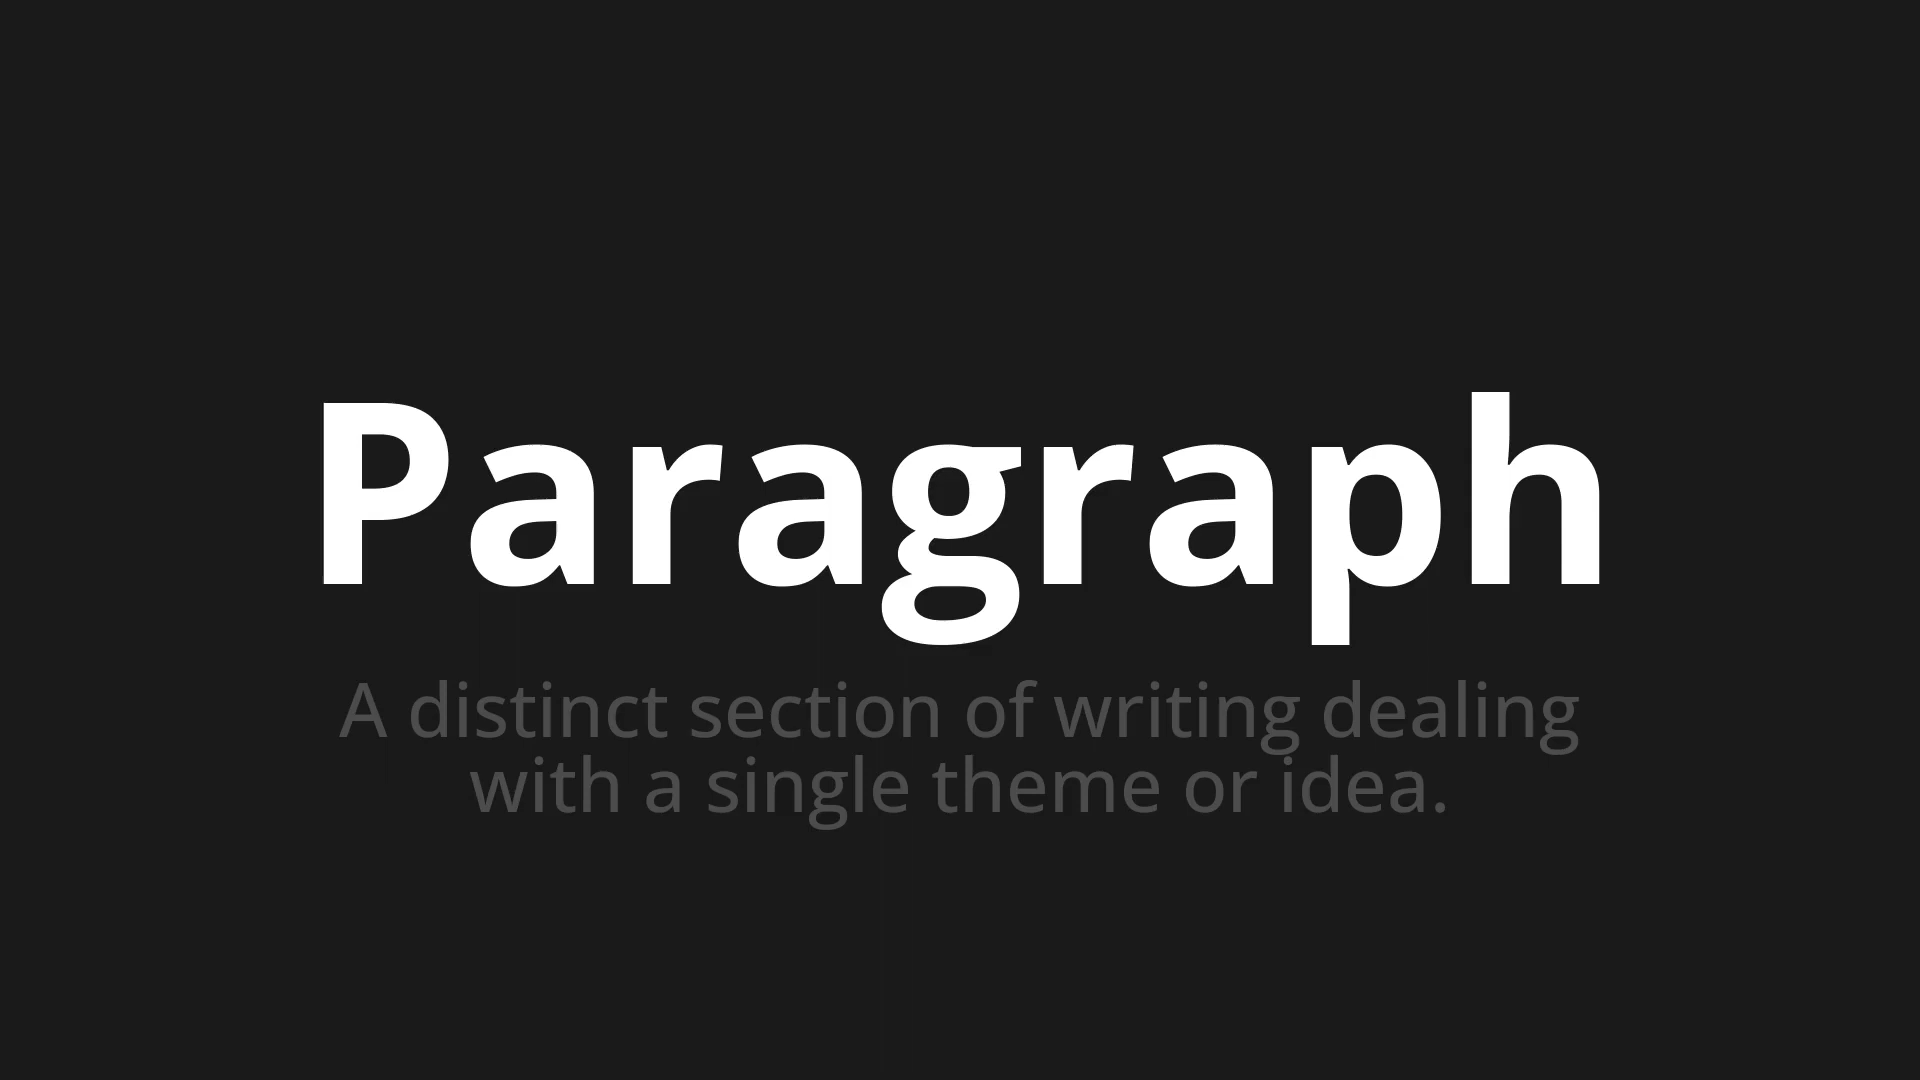 Paragraph
A distinct section of writing dealing
with a single theme or idea.